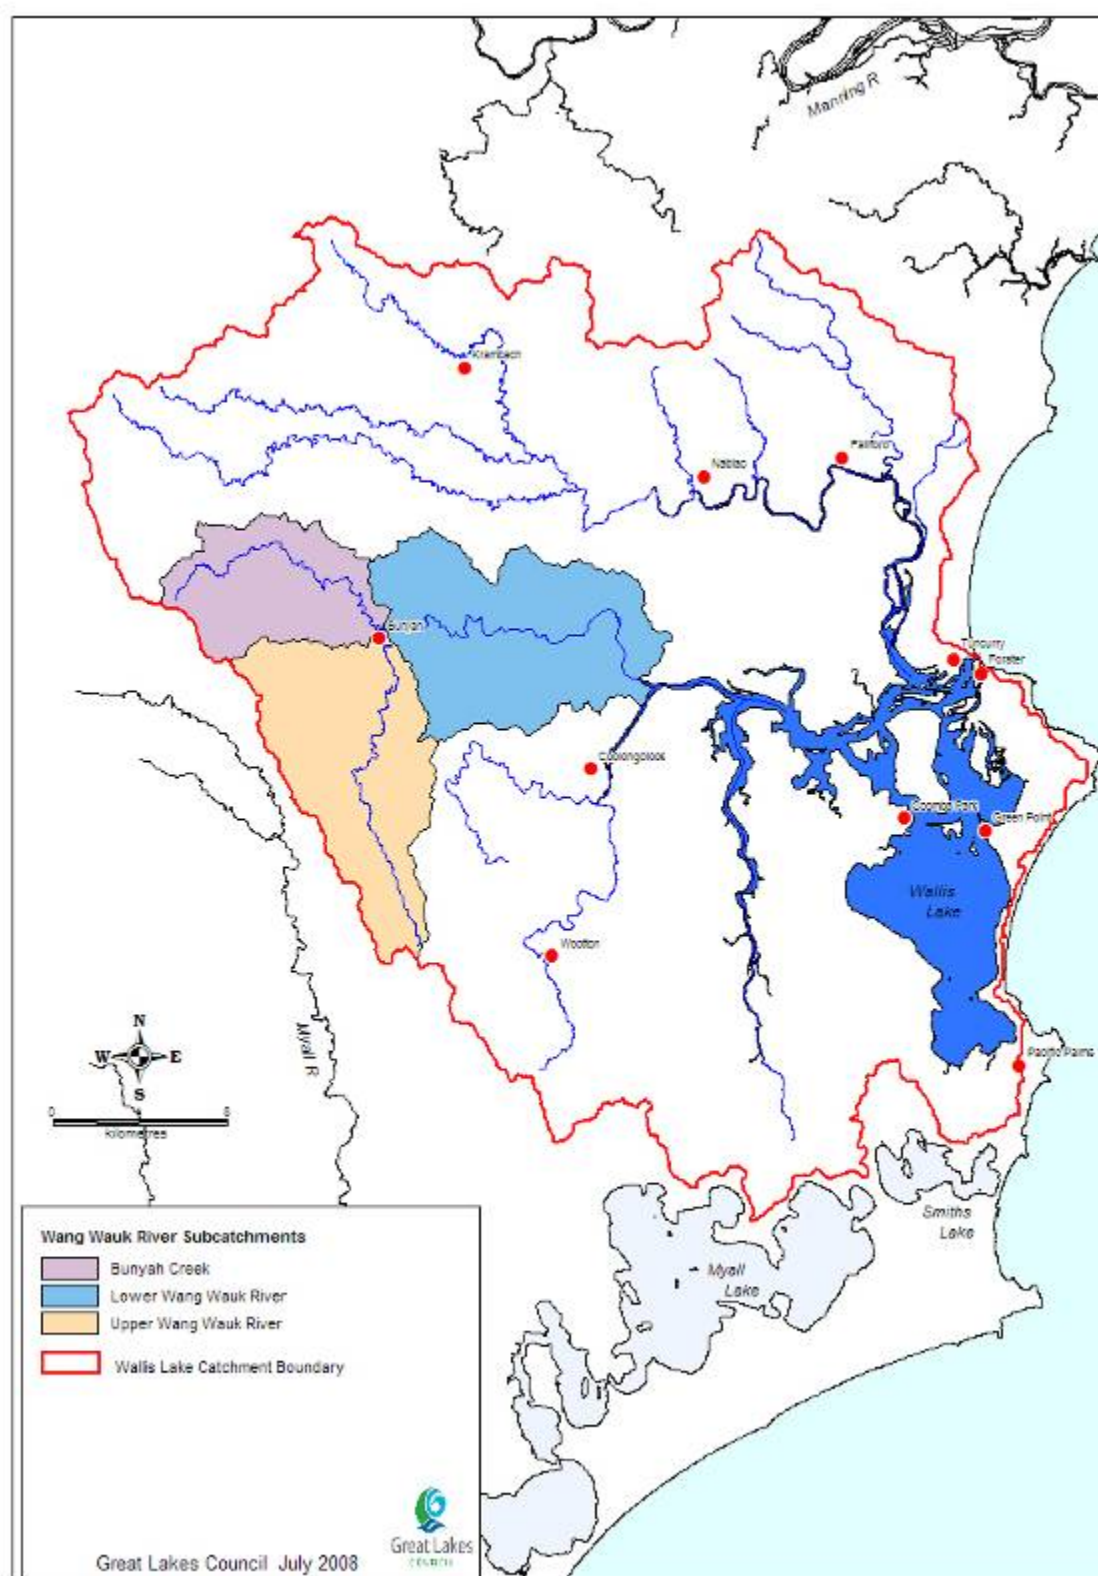 Manning R
Krambach
Nabiac
Failford
Bunyah
Tuncurry
Forster
Coolongolook
Coomba Park
Green Point
Wallis
Lake
Wootton
N
W
E
S
0
8
kilometres
Myall R
Pacific Palms
Smiths
Lake
Myall
Lake
Wang Wauk River Subcatchments
Bunyah Creek
Lower Wang Wauk River
Upper Wang Wauk River
Wallis Lake Catchment Boundary
Great Lakes
COUNCIL
Great Lakes Council July 2008